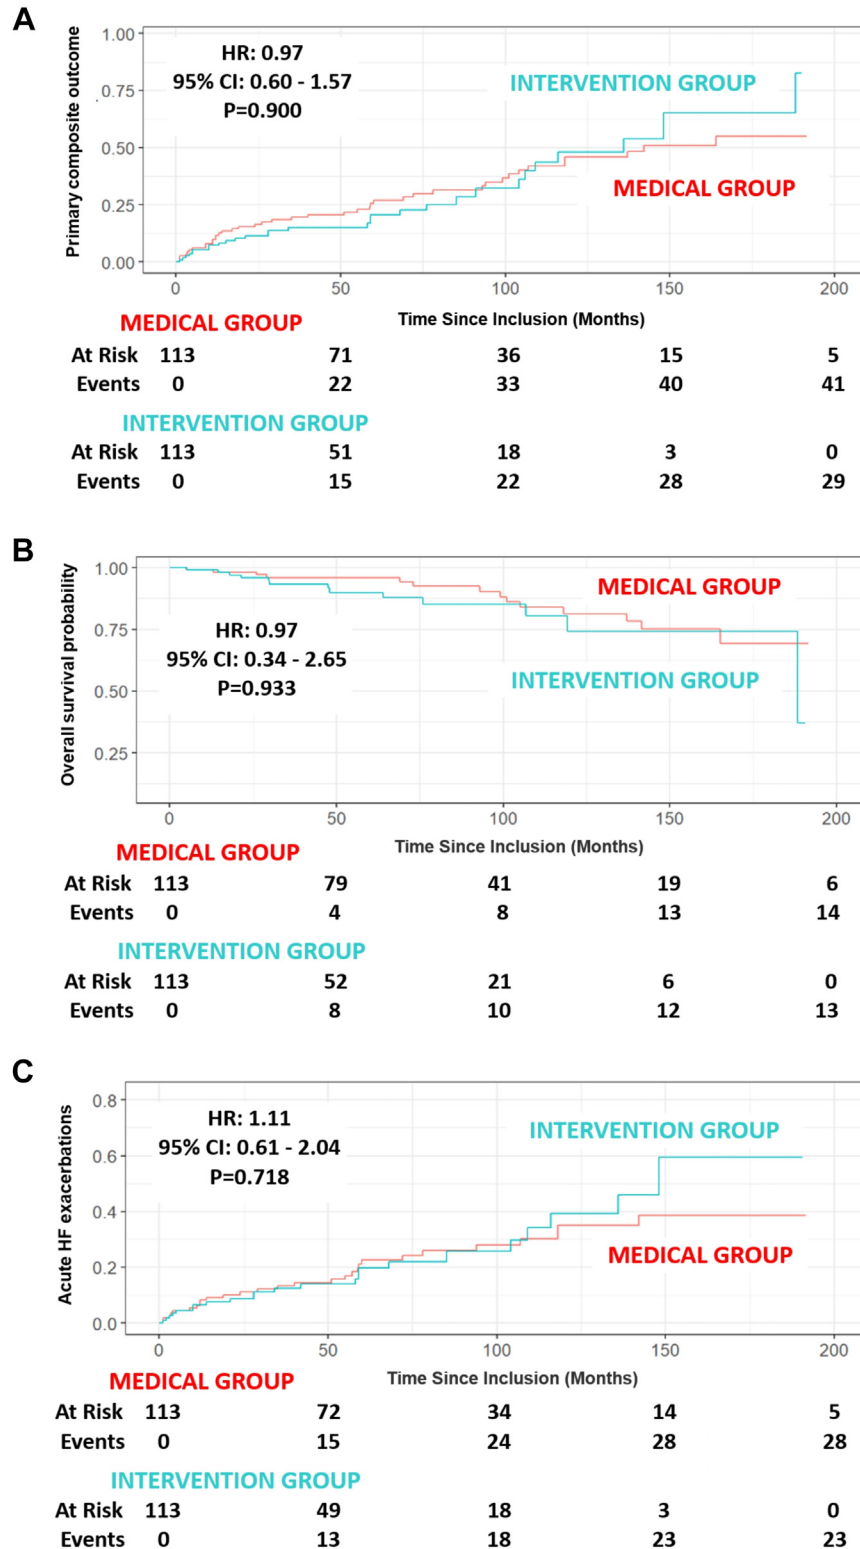 A
Primary composite outcome
1.00
0.75
0.50
0.25
0.00
HR: 0.97
95% CI: 0.60 - 1.57
P=0.900
INTERVENTION GROUP
MEDICAL GROUP
0 50 100 150 200
Time Since Inclusion (Months)
MEDICAL GROUP
At Risk 113 71 36 15 5
Events 0 22 33 40 41
INTERVENTION GROUP
At Risk 113 51 18 3 0
Events 0 15 22 28 29
B
Overall survival probability
1.00
0.75
0.50
0.25
MEDICAL GROUP
HR: 0.97
95% CI: 0.34 - 2.65
P=0.933
INTERVENTION GROUP
0 50 100 150 200
Time Since Inclusion (Months)
MEDICAL GROUP
At Risk 113 79 41 19 6
Events 0 4 8 13 14
INTERVENTION GROUP
At Risk 113 52 21 6 0
Events 0 8 10 12 13
C
Acute HF exacerbations
0.8
0.6
0.4
0.2
0.0
HR: 1.11
95% CI: 0.61 - 2.04
P=0.718
INTERVENTION GROUP
MEDICAL GROUP
0 50 100 150 200
Time Since Inclusion (Months)
MEDICAL GROUP
At Risk 113 72 34 14 5
Events 0 15 24 28 28
INTERVENTION GROUP
At Risk 113 49 18 3 0
Events 0 13 18 23 23